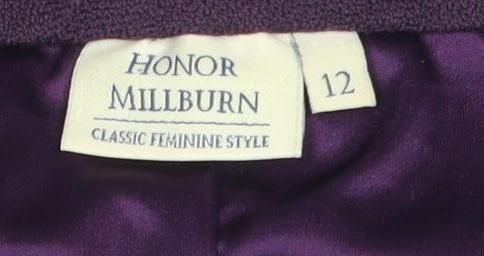 HONOR
MILLBURN
CLASSIC FEMININE STYLE
12